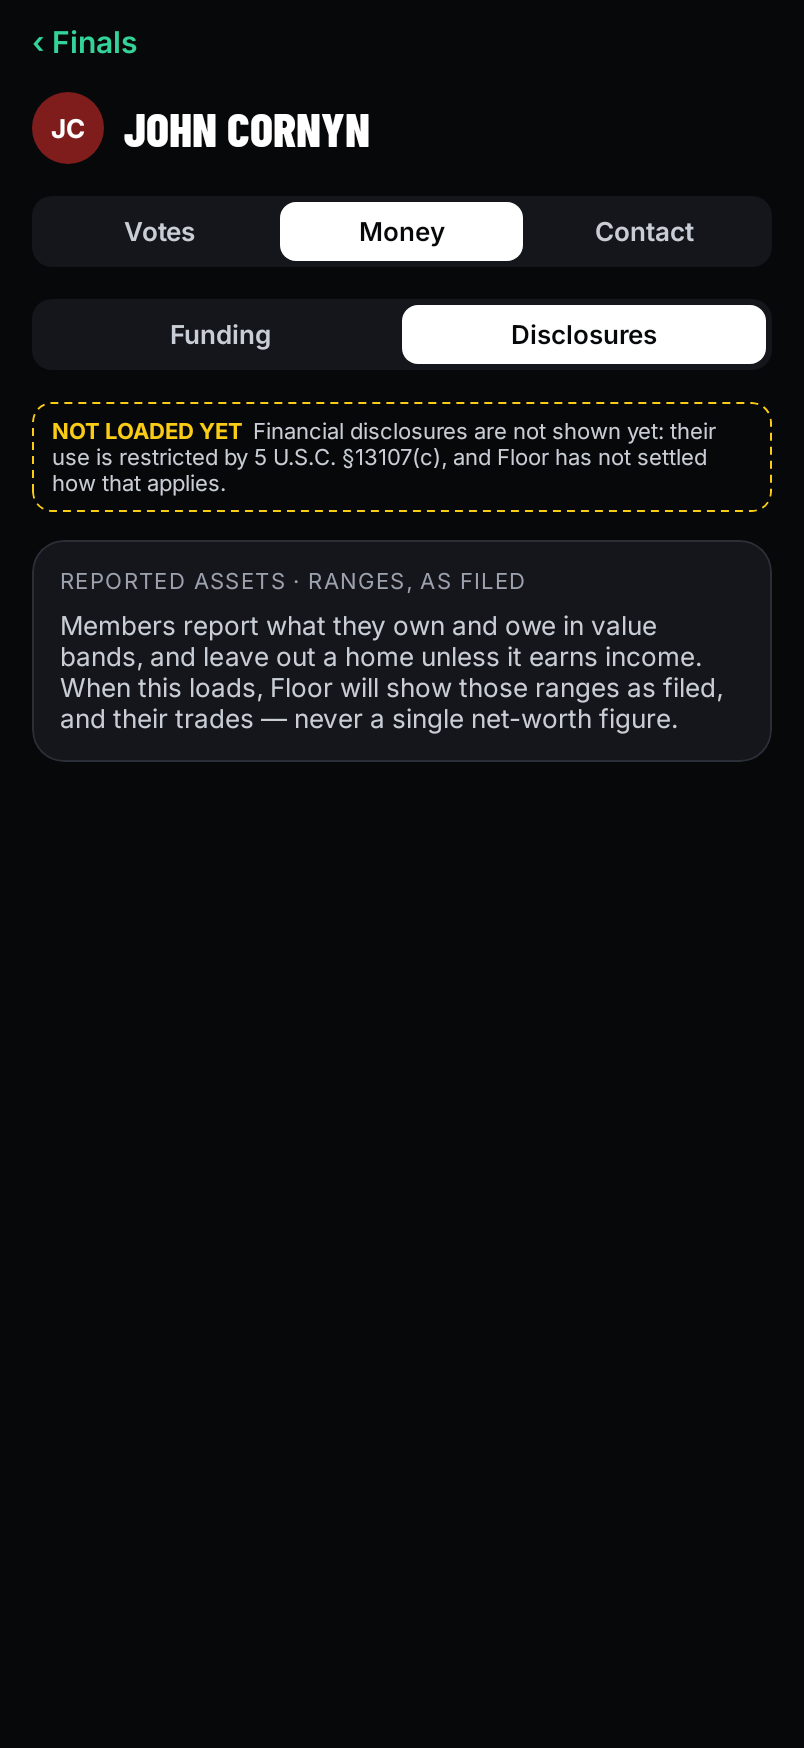 ‹ Finals
JC
JOHN CORNYN
Votes
Money
Contact
Funding
Disclosures
NOT LOADED YET Financial disclosures are not shown yet: their
use is restricted by 5 U.S.C. §13107(c), and Floor has not settled
how that applies.
REPORTED ASSETS · RANGES, AS FILED
Members report what they own and owe in value
bands, and leave out a home unless it earns income.
When this loads, Floor will show those ranges as filed,
and their trades — never a single net-worth figure.